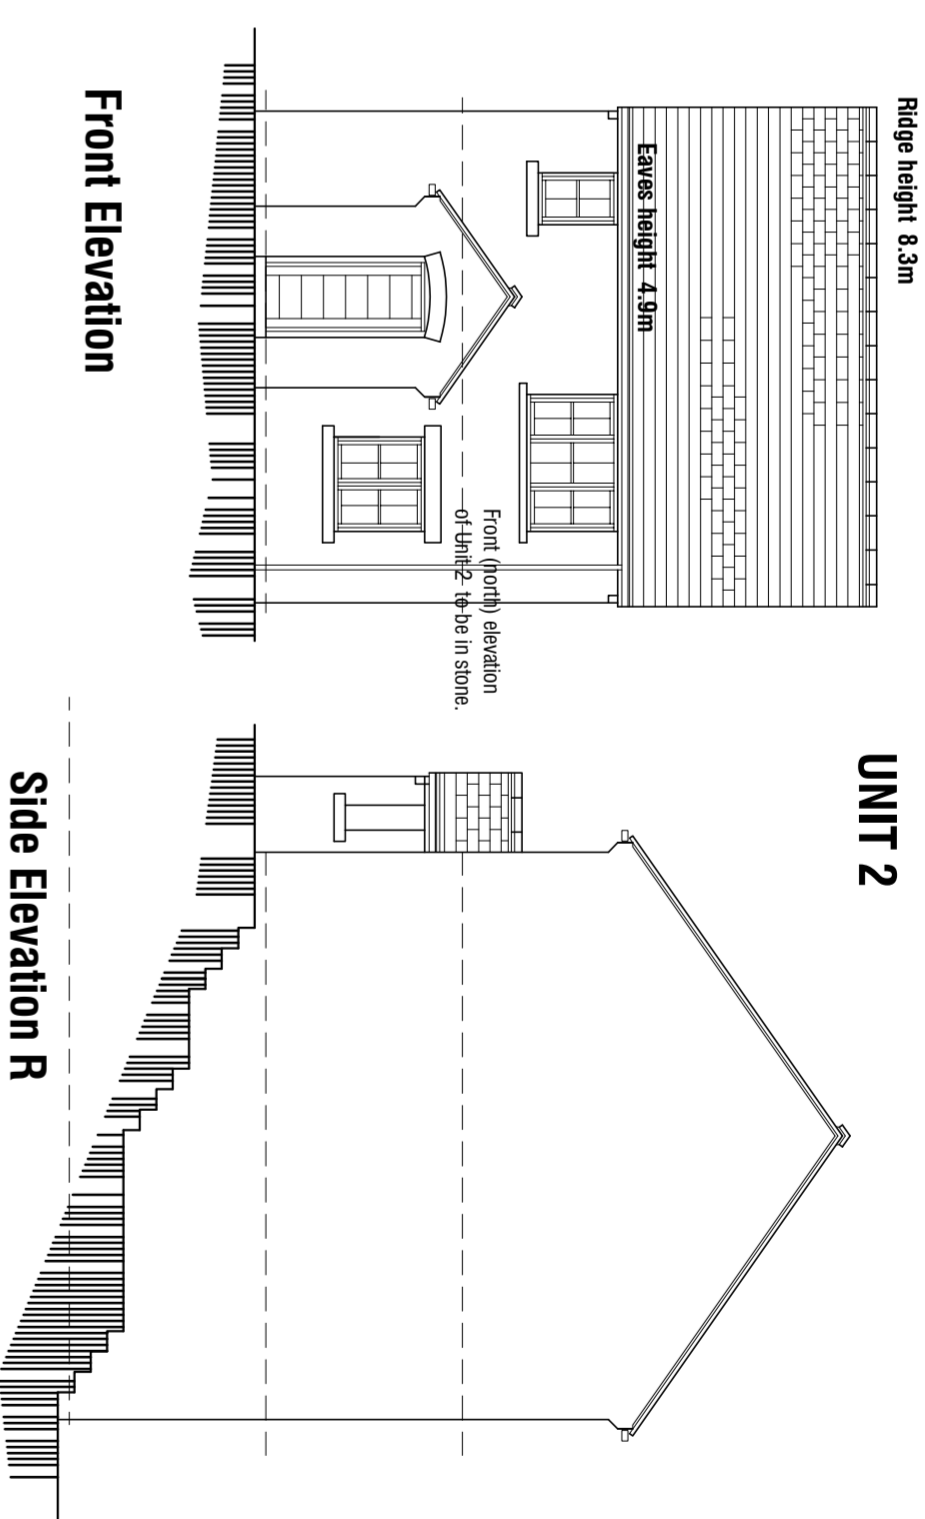 Ridge height 8.3m
UNIT 2
Eaves height 4.9m
Front (north) elevation
of Unit 2 to be in stone.
Front Elevation
Side Elevation R